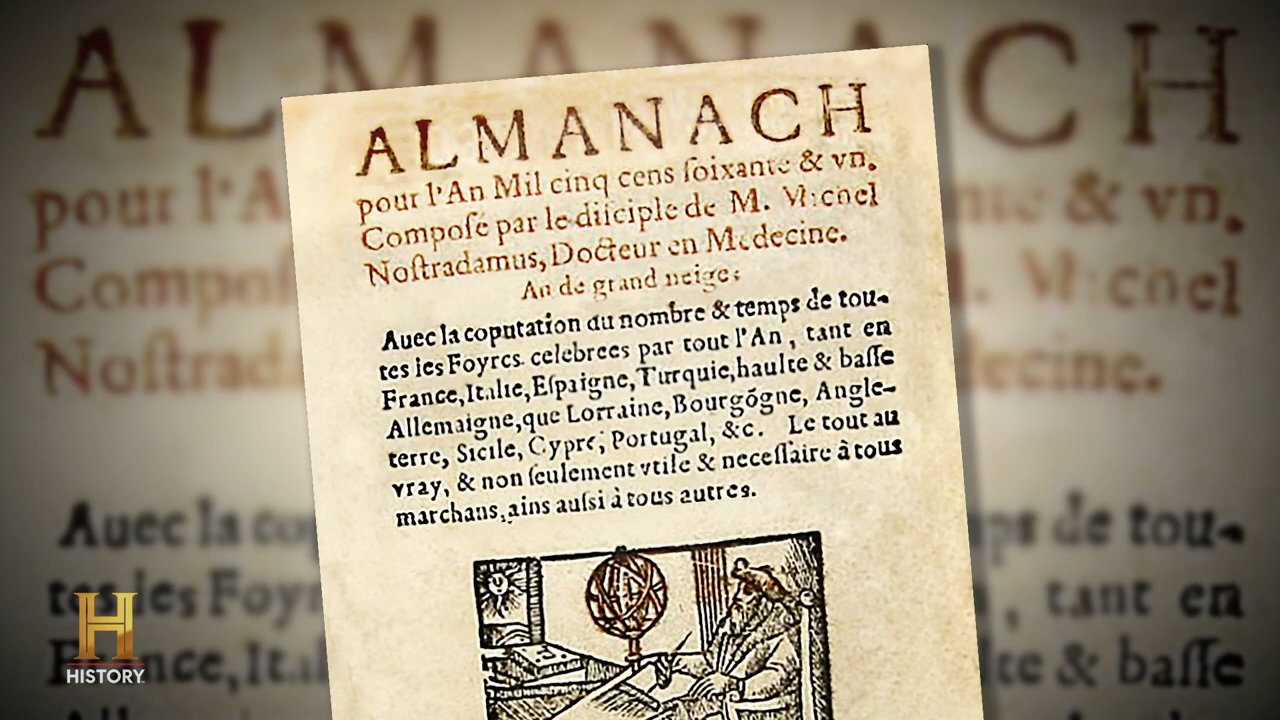 ALMANACH
pour l'An Mil cinq cens ſoixante & vn.
Compoſé par le diſciple de M. Michel
Noſtradamus, Docteur en Medecine.
An de grand neige:
Auec la coputation du nombre & temps de tou-
tes les Foyres celebrees par tout l'An, tant en
France, Italie, Eſpaigne, Turquie, haulte & baſſe
Allemaigne, que Lorraine, Bourgõgne, Angle-
terre, Sicile, Cypre, Portugal, &c. Le tout au
vray, & non ſeulement vtile & neceſſaire à tous
marchans, ains auſsi à tous autres.
HISTORY